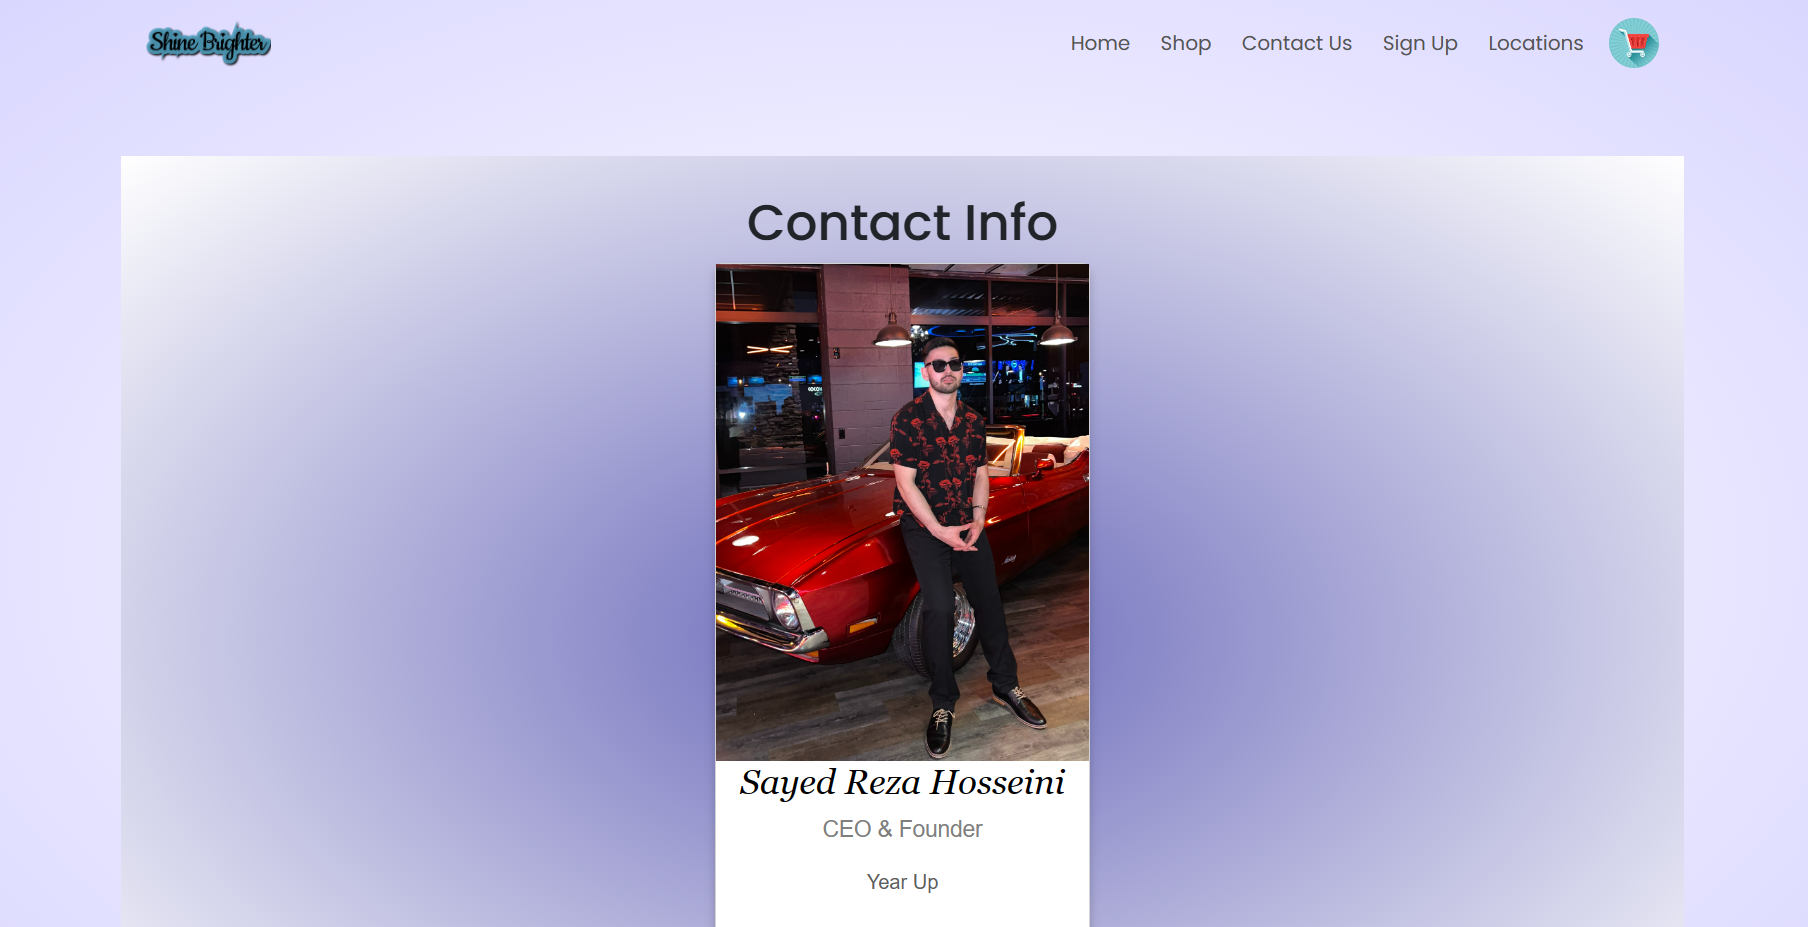 Shine Brighter
Home Shop Contact Us Sign Up Locations
Contact Info
Sayed Reza Hosseini
CEO & Founder
Year Up